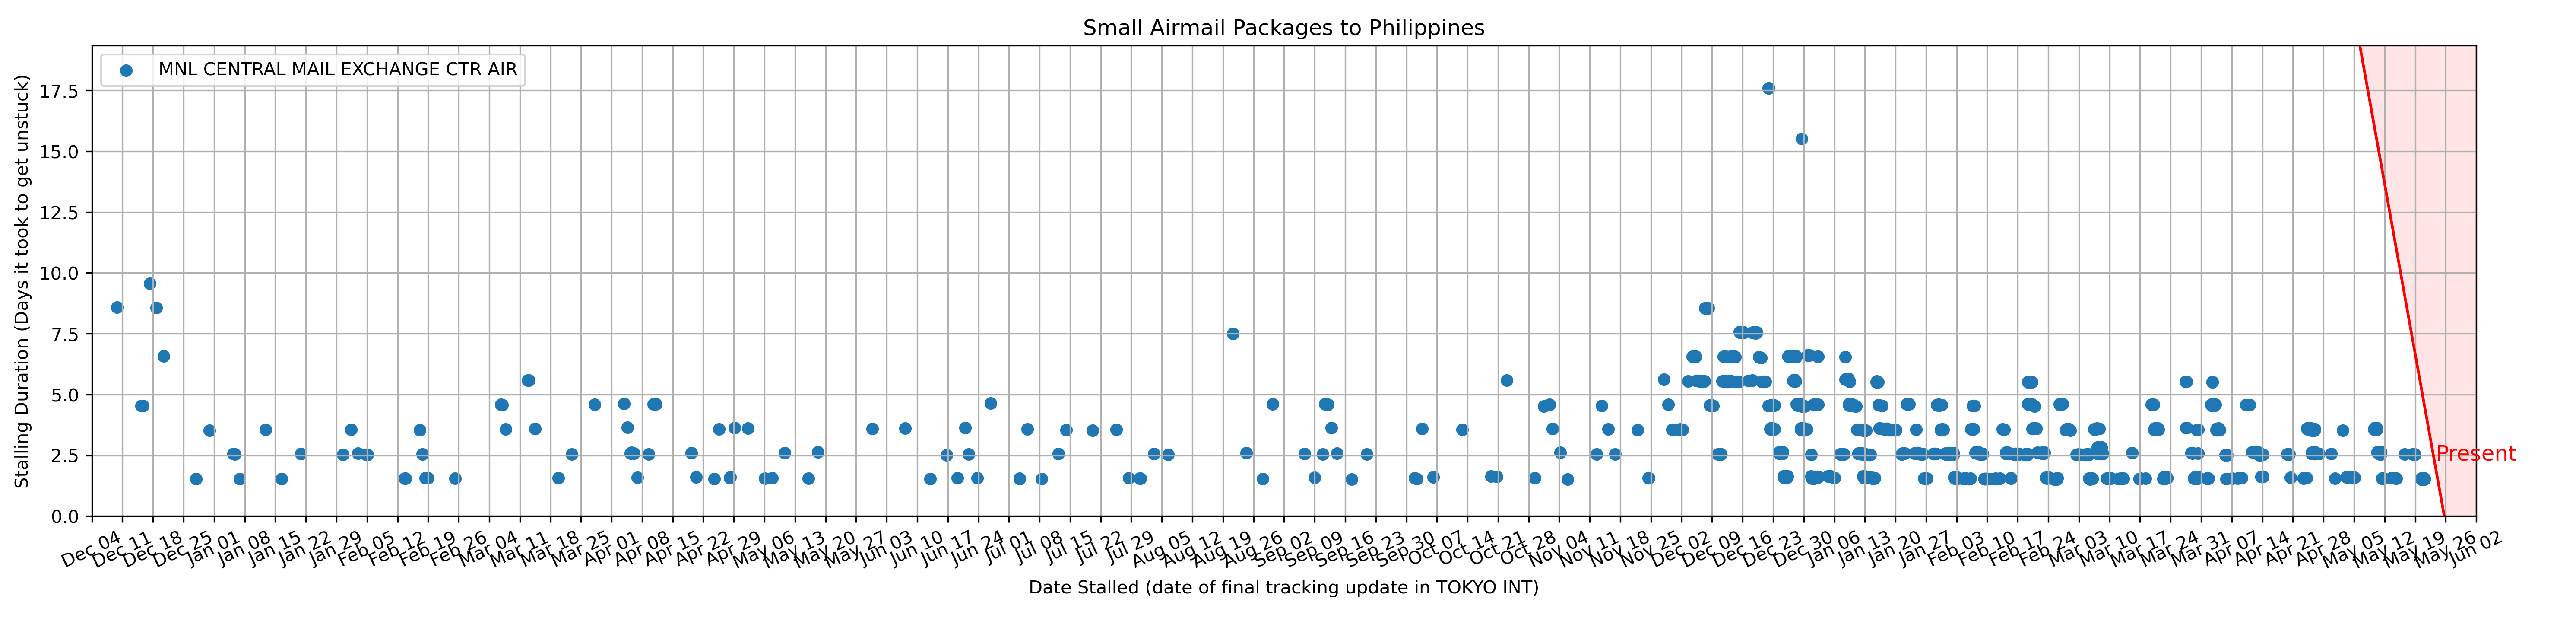 Small Airmail Packages to Philippines
MNL CENTRAL MAIL EXCHANGE CTR AIR
Stalling Duration (Days it took to get unstuck)
17.5
15.0
12.5
10.0
7.5
5.0
2.5
0.0
Present
Dec 04 Dec 11 Dec 18 Dec 25 Jan 01 Jan 08 Jan 15 Jan 22 Jan 29 Feb 05 Feb 12 Feb 19 Feb 26 Mar 04 Mar 11 Mar 18 Mar 25 Apr 01 Apr 08 Apr 15 Apr 22 Apr 29 May 06 May 13 May 20 May 27 Jun 03 Jun 10 Jun 17 Jun 24 Jul 01 Jul 08 Jul 15 Jul 22 Jul 29 Aug 05 Aug 12 Aug 19 Aug 26 Sep 02 Sep 09 Sep 16 Sep 23 Sep 30 Oct 07 Oct 14 Oct 21 Oct 28 Nov 04 Nov 11 Nov 18 Nov 25 Dec 02 Dec 09 Dec 16 Dec 23 Dec 30 Jan 06 Jan 13 Jan 20 Jan 27 Feb 03 Feb 10 Feb 17 Feb 24 Mar 03 Mar 10 Mar 17 Mar 24 Mar 31 Apr 07 Apr 14 Apr 21 Apr 28 May 05 May 12 May 19 May 26 Jun 02
Date Stalled (date of final tracking update in TOKYO INT)